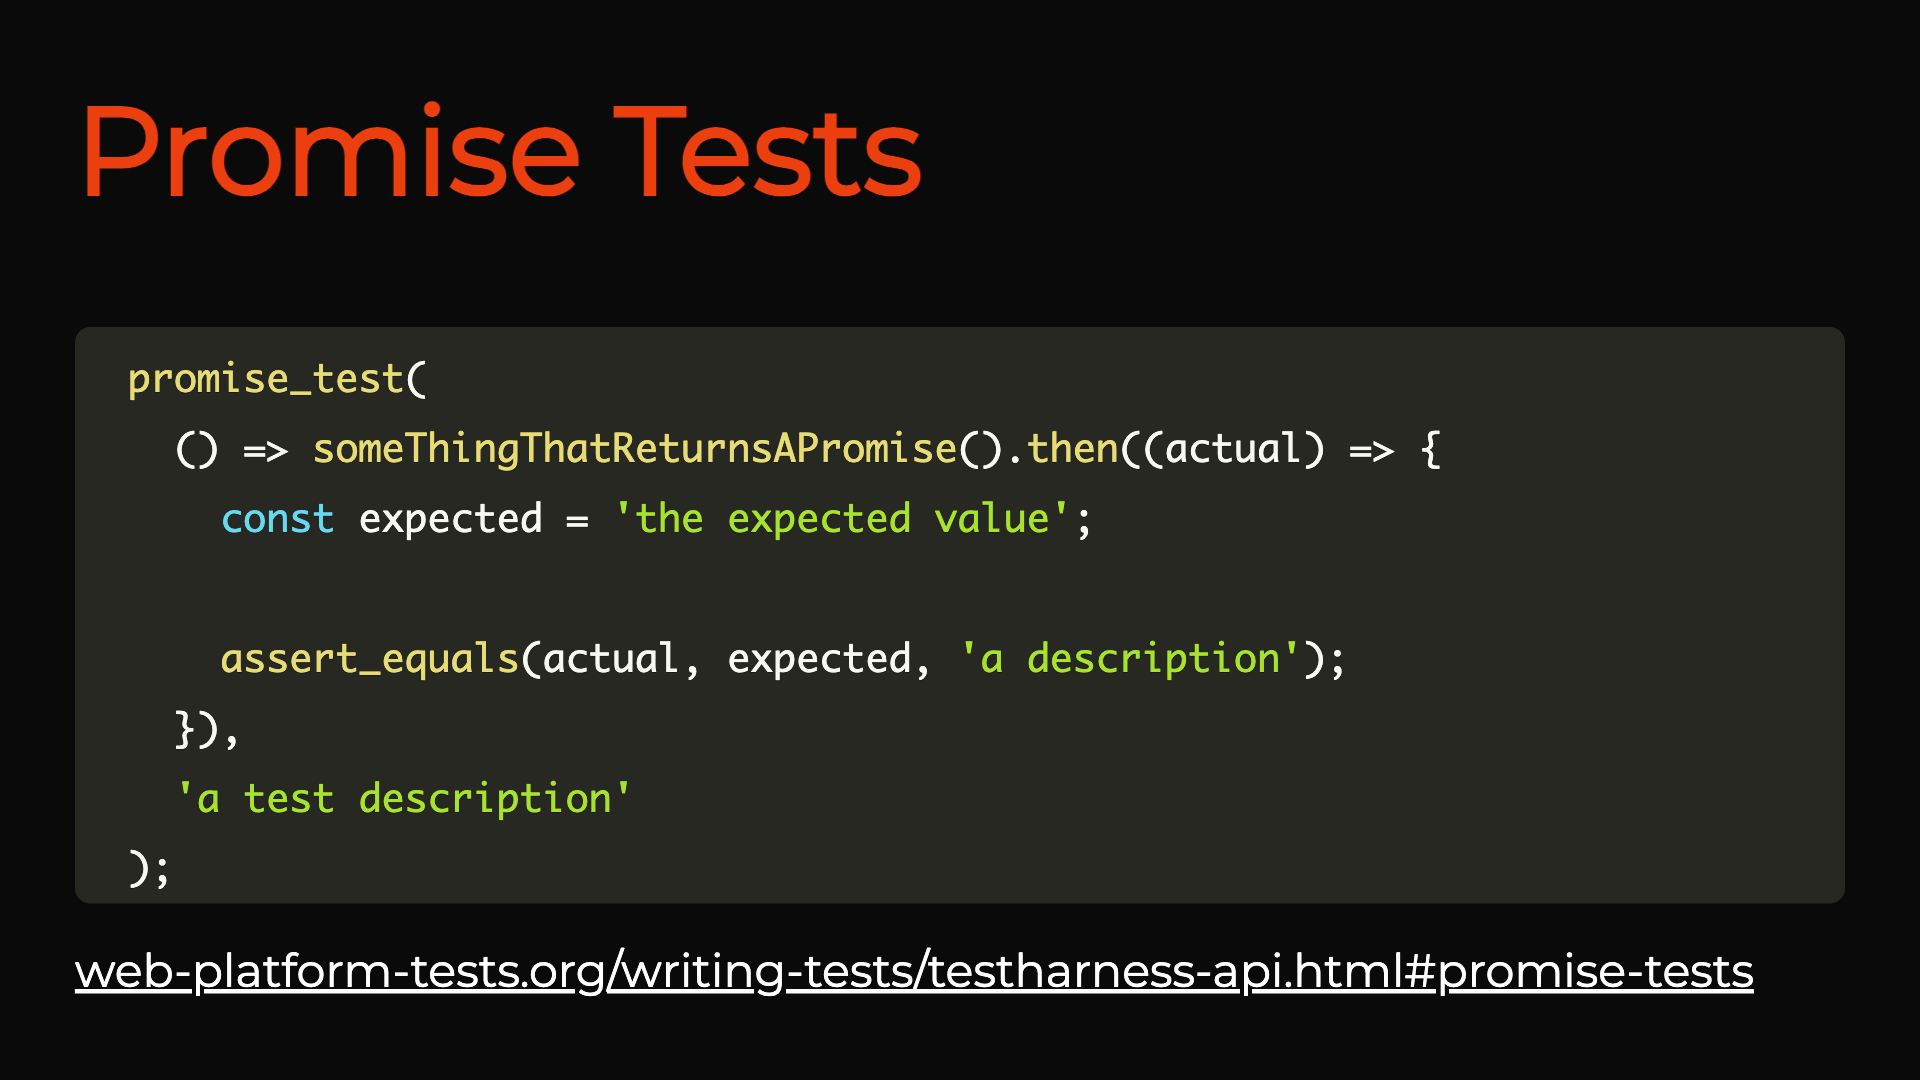 Promise Tests
promise_test(
  () => someThingThatReturnsAPromise().then((actual) => {
    const expected = 'the expected value';
    assert_equals(actual, expected, 'a description');
  }),
  'a test description'
);
web-platform-tests.org/writing-tests/testharness-api.html#promise-tests